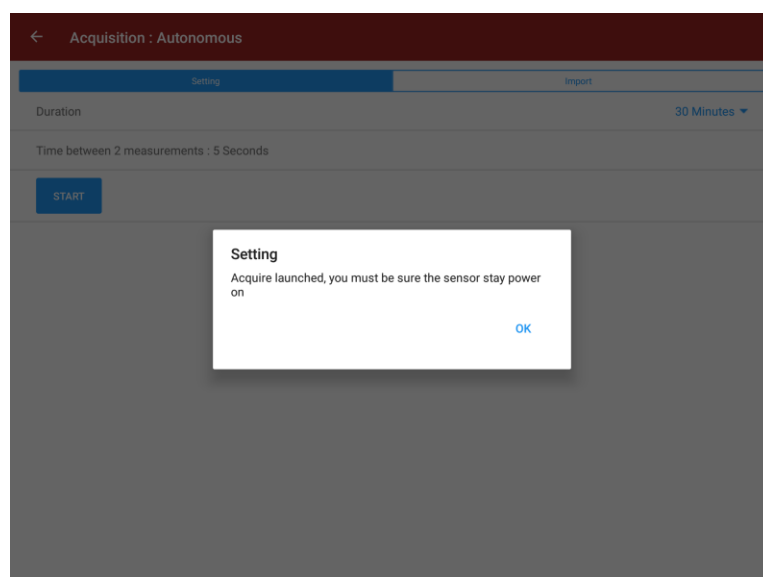 Acquisition : Autonomous
Setting
Import
Duration
30 Minutes
Time between 2 measurements : 5 Seconds
START
Setting
Acquire launched, you must be sure the sensor stay power
on
OK